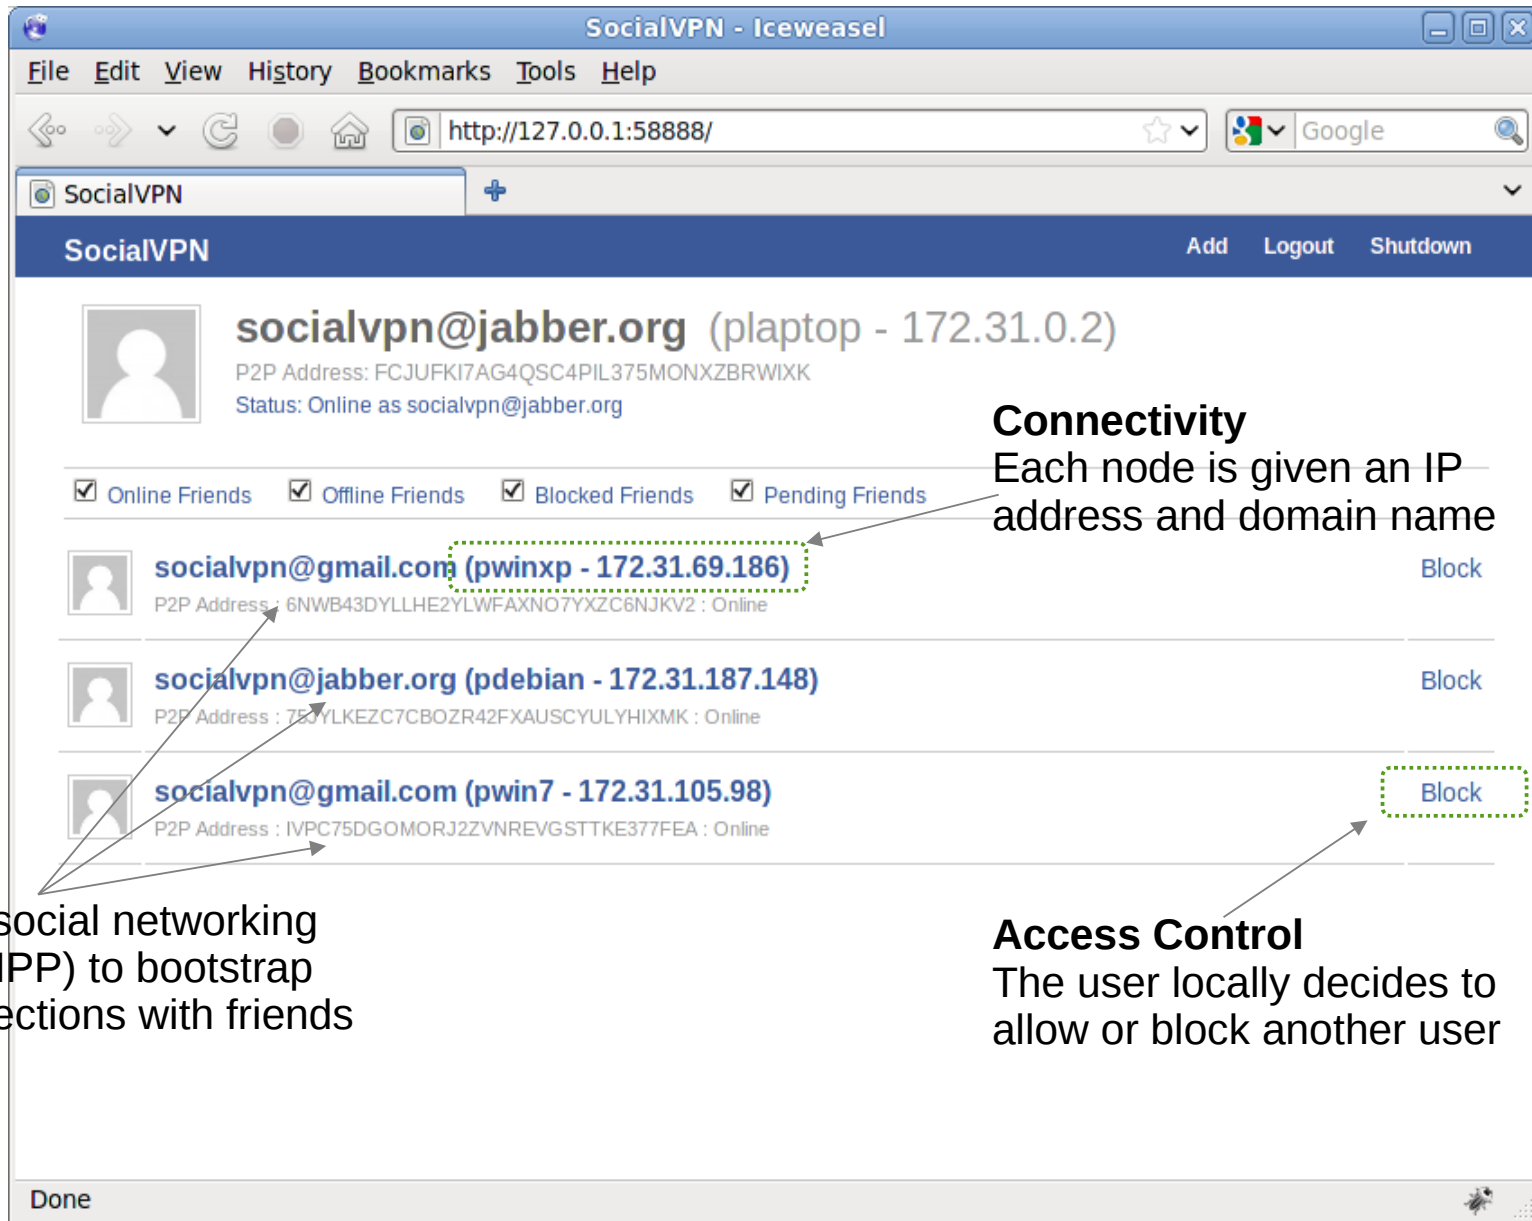 SocialVPN - Iceweasel
File Edit View History Bookmarks Tools Help
http://127.0.0.1:58888/
Google
SocialVPN
SocialVPN Add Logout Shutdown
socialvpn@jabber.org (plaptop - 172.31.0.2)
P2P Address: FCJUFKI7AG4QSC4PIL375MONXZBRWIXK
Status: Online as socialvpn@jabber.org
Connectivity
Each node is given an IP
address and domain name
Online Friends Offline Friends Blocked Friends Pending Friends
socialvpn@gmail.com (pwinxp - 172.31.69.186) Block
P2P Address : 6NWB43DYLLHE2YLWFAXNO7YXZC6NJKV2 : Online
socialvpn@jabber.org (pdebian - 172.31.187.148) Block
P2P Address : 75JYLKEZC7CBOZR42FXAUSCYULYHIXMK : Online
socialvpn@gmail.com (pwin7 - 172.31.105.98) Block
P2P Address : IVPC75DGOMORJ2ZVNREVGSTTKE377FEA : Online
social networking
MPP) to bootstrap
ections with friends
Access Control
The user locally decides to
allow or block another user
Done